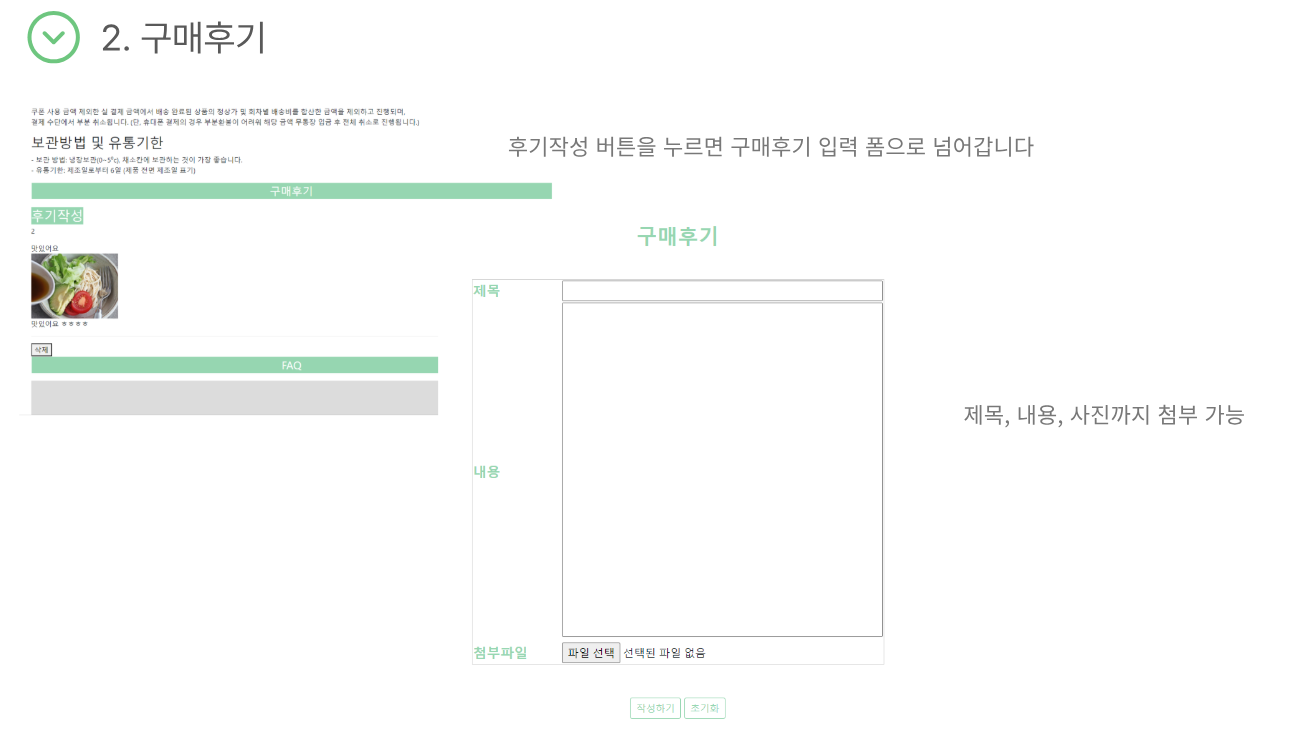 2. 구매후기
쿠폰 사용 금액 제외한 실 결제 금액에서 배송 완료된 상품의 정상가 및 회차별 배송비를 합산한 금액을 제외하고 진행되며,
결제 수단에서 부분 취소됩니다. (단, 휴대폰 결제의 경우 부분환불이 어려워 해당 금액 무통장 입금 후 전체 취소로 진행됩니다.)
보관방법 및 유통기한
- 보관 방법: 냉장보관(0~5℃), 채소칸에 보관하는 것이 가장 좋습니다.
- 유통기한: 제조일로부터 6일 (제품 전면 제조일 표기)
구매후기
후기작성
2
맛있어요
맛있어요 ㅎㅎㅎㅎ
삭제
FAQ
후기작성 버튼을 누르면 구매후기 입력 폼으로 넘어갑니다
구매후기
제목
내용
첨부파일
파일 선택 선택된 파일 없음
작성하기 초기화
제목, 내용, 사진까지 첨부 가능